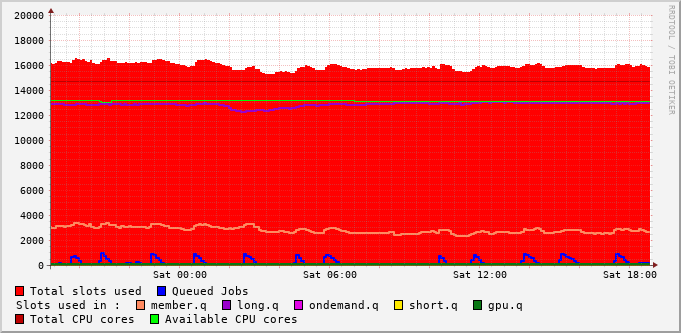 RRDTOOL / TOBI OETIKER
20000
18000
16000
14000
12000
10000
8000
6000
4000
2000
0
Sat 00:00 Sat 06:00 Sat 12:00 Sat 18:00
Total slots used Queued Jobs
Slots used in : member.q long.q ondemand.q short.q gpu.q
Total CPU cores Available CPU cores